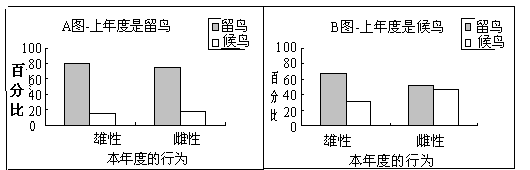 A图-上年度是留鸟
留鸟
候鸟
百分比
100
80
60
40
20
0
雄性
雌性
本年度的行为
B图-上年度是候鸟
留鸟
候鸟
百分比
100
80
60
40
20
0
雄性
雌性
本年度的行为